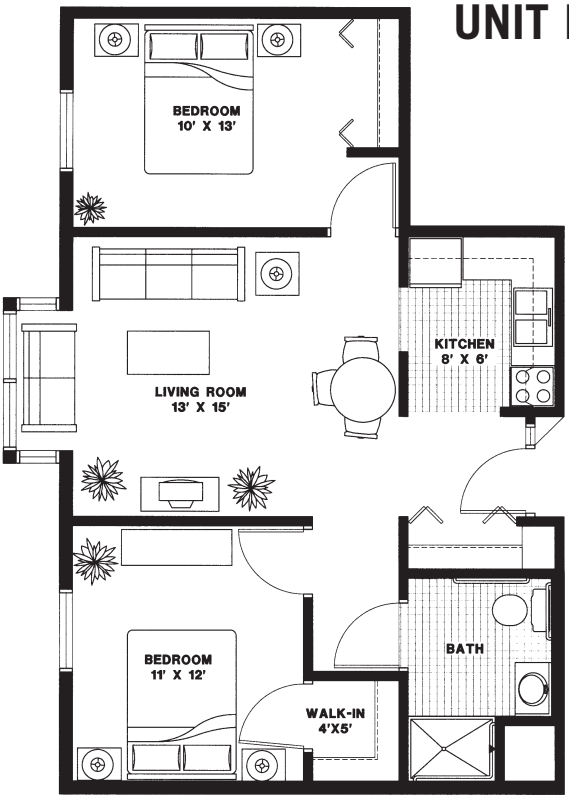 UNIT
BEDROOM
10' X 13'
KITCHEN
8' X 6'
LIVING ROOM
13' X 15'
BATH
BEDROOM
11' X 12'
WALK-IN
4'X5'